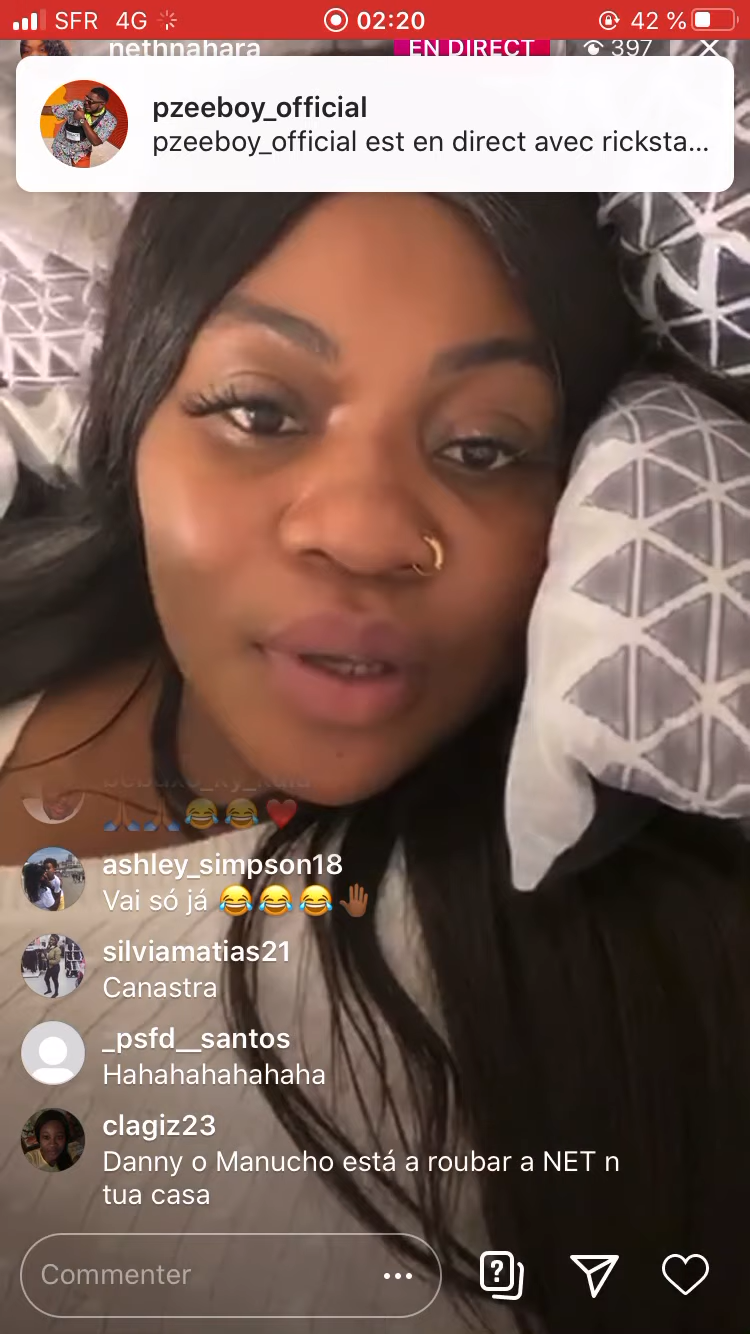 SFR 4G 02:20 42 %
nethnahara EN DIRECT 397
pzeeboy_official
pzeeboy_official est en direct avec ricksta...
🙏🏾🙏🏾🙏🏾😂😂❤️
ashley_simpson18
Vai só já 😂😂😂🤚🏾
silviamatias21
Canastra
_psfd__santos
Hahahahahahaha
clagiz23
Danny o Manucho está a roubar a NET n
tua casa
Commenter